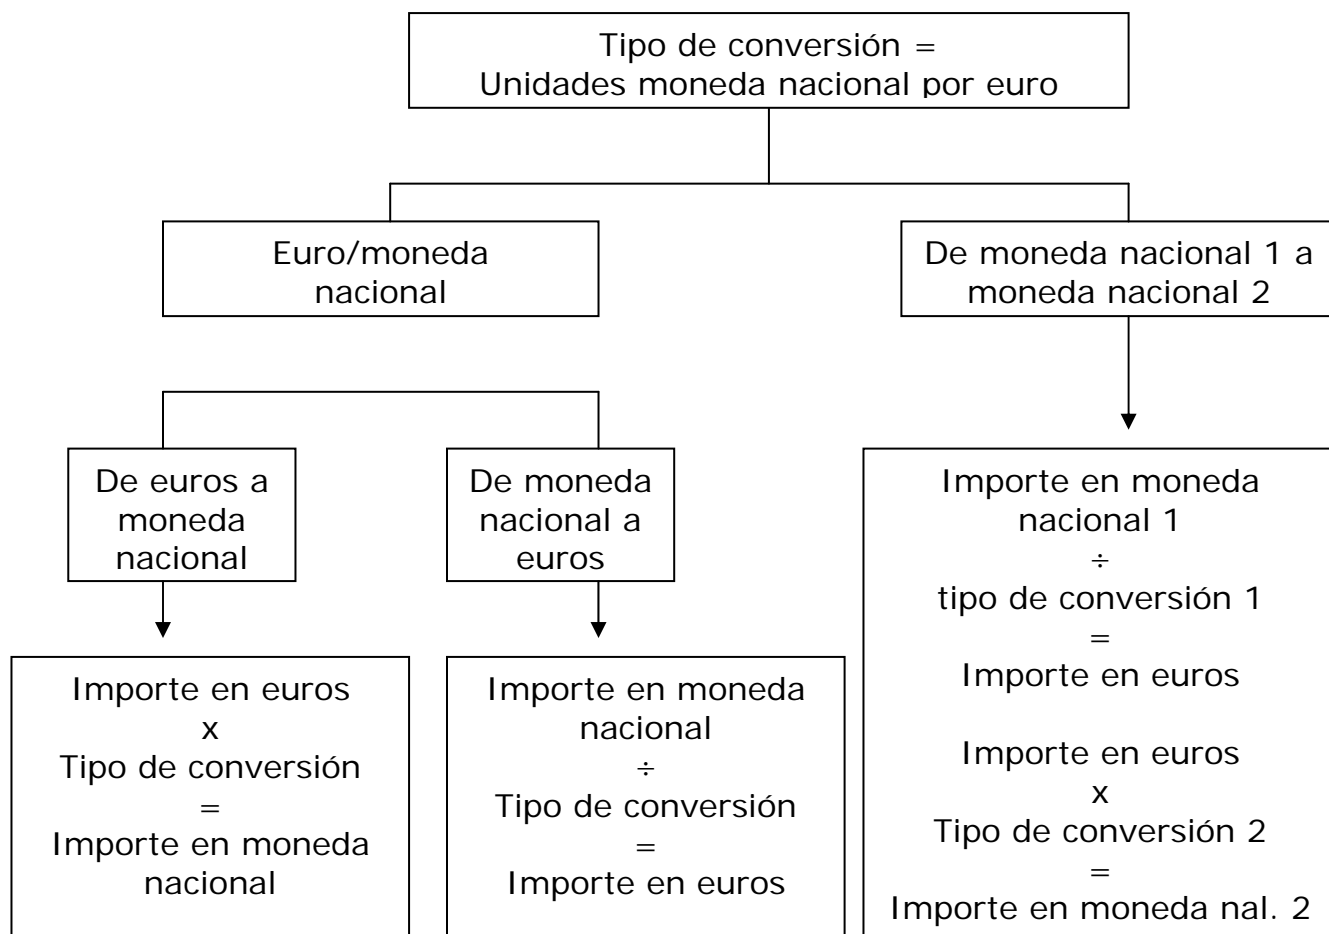 Tipo de conversión =
Unidades moneda nacional por euro
Euro/moneda
nacional
De moneda nacional 1 a
moneda nacional 2
De euros a
moneda
nacional
De moneda
nacional a
euros
Importe en euros
x
Tipo de conversión
=
Importe en moneda
nacional
Importe en moneda
nacional
÷
Tipo de conversión
=
Importe en euros
Importe en moneda
nacional 1
÷
tipo de conversión 1
=
Importe en euros
Importe en euros
x
Tipo de conversión 2
=
Importe en moneda nal. 2